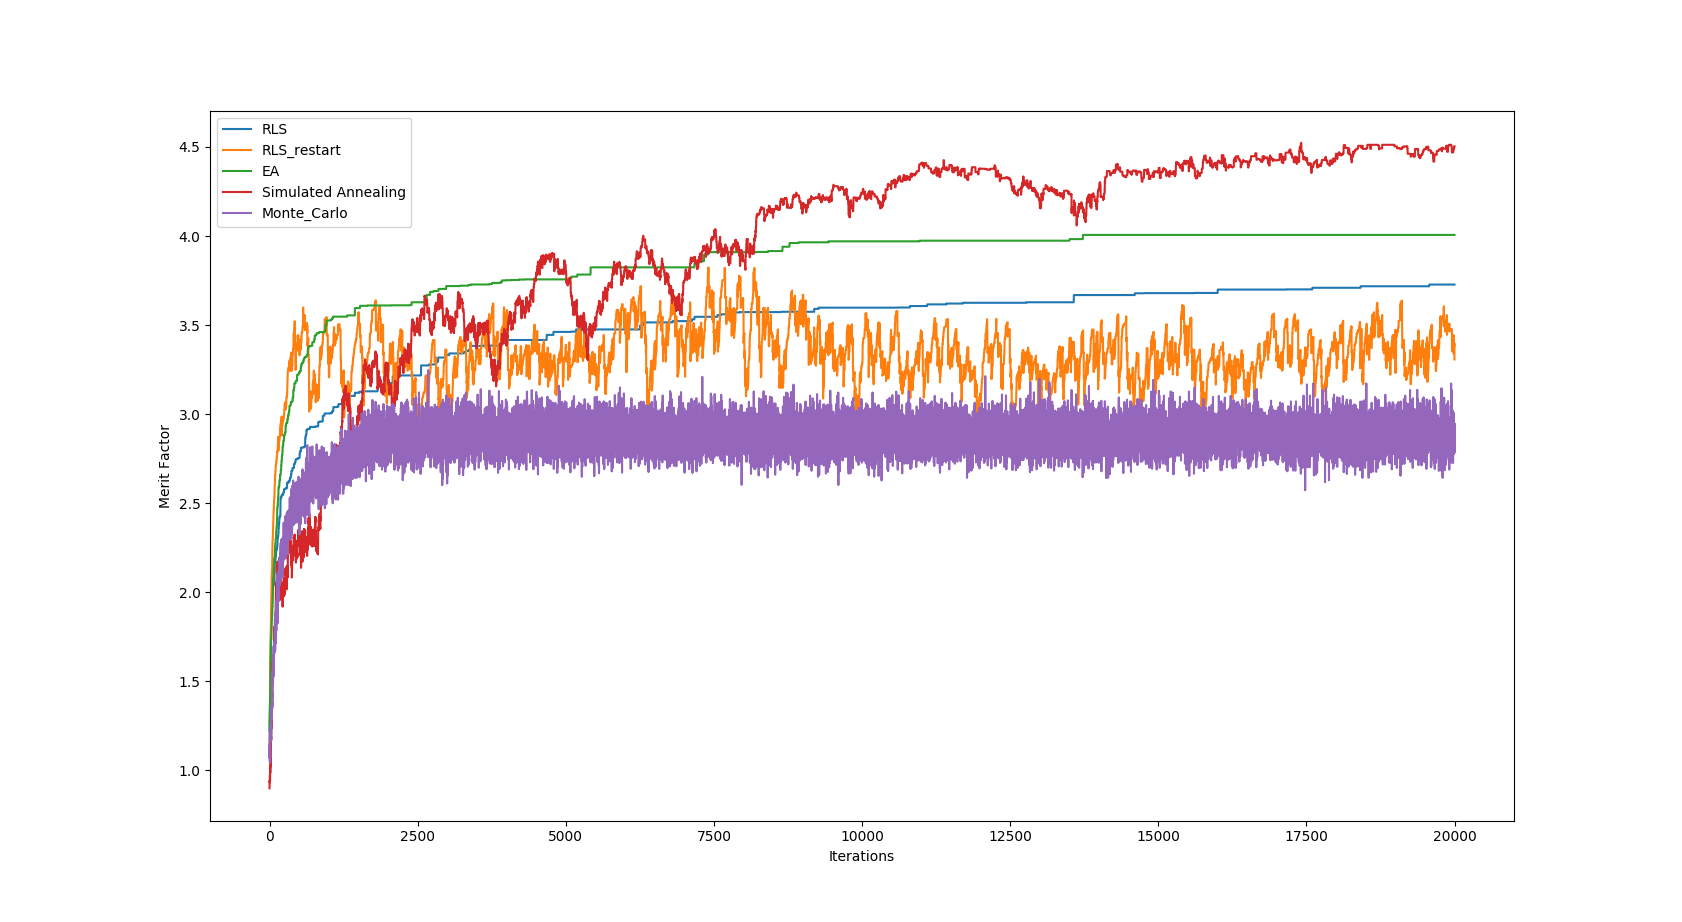 RLS
RLS_restart
EA
Simulated Annealing
Monte_Carlo
4.5
4.0
3.5
3.0
2.5
2.0
1.5
1.0
Merit Factor
0 2500 5000 7500 10000 12500 15000 17500 20000
Iterations